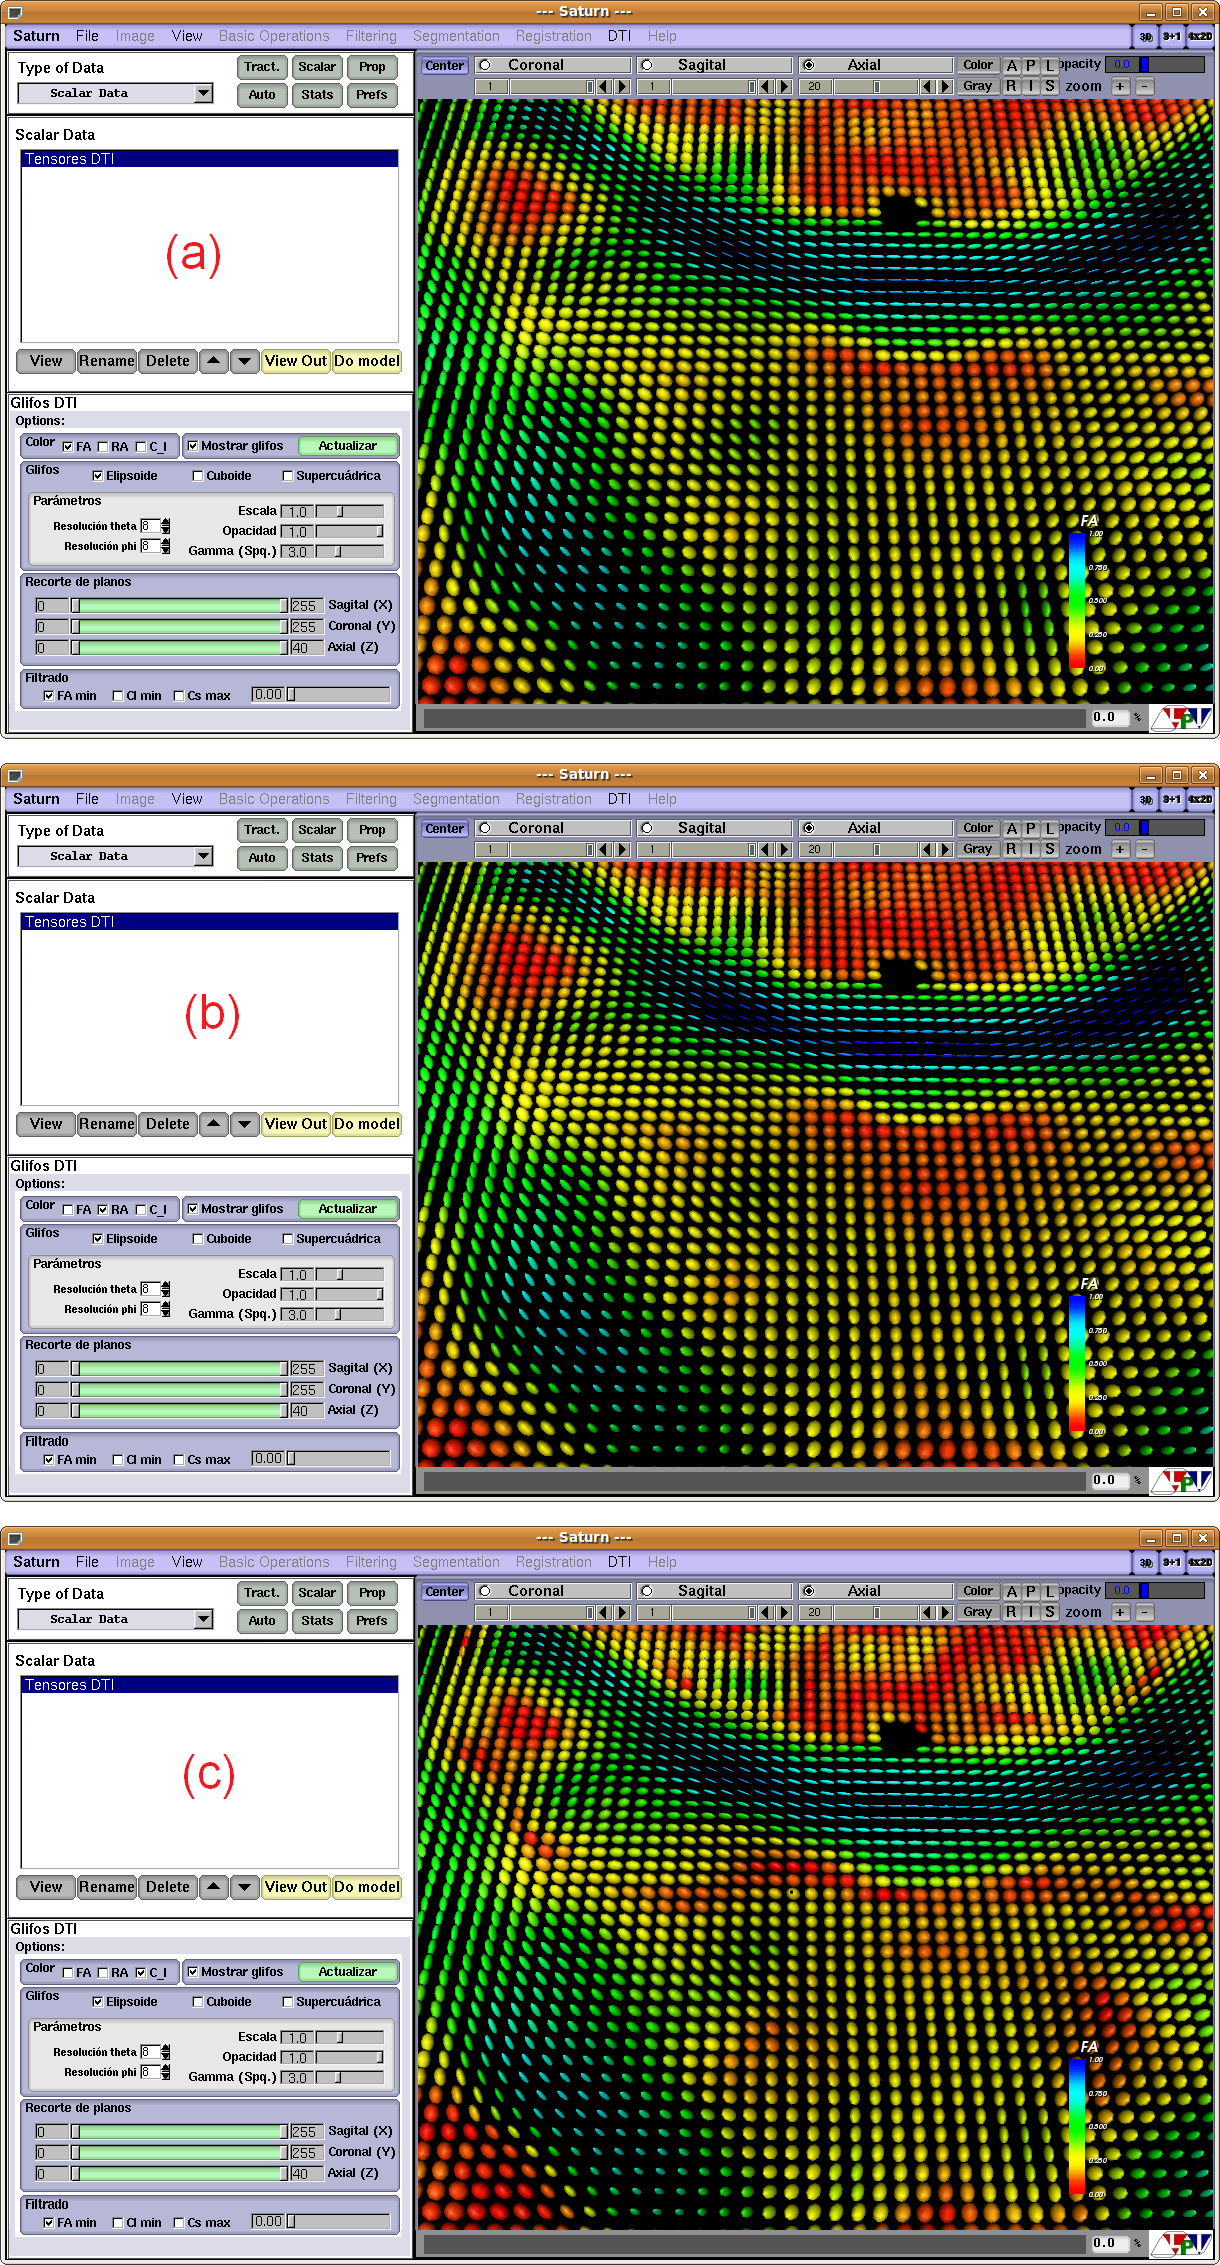 --- Saturn ---
Saturn File Image View Basic Operations Filtering Segmentation Registration DTI Help 3D 3+1 4x2D
Type of Data Tract. Scalar Prop
Scalar Data Auto Stats Prefs
Center Coronal Sagital Axial Color A P L opacity 0.0
1 1 20 Gray R I S zoom + -
Scalar Data
Tensores DTI
(a)
View Rename Delete View Out Do model
Glifos DTI
Options:
Color FA RA C_l Mostrar glifos Actualizar
Glifos
Elipsoide Cuboide Supercuádrica
Parámetros
Escala 1.0
Resolución theta 8
Opacidad 1.0
Resolución phi 8
Gamma (Spq.) 3.0
Recorte de planos
0 255 Sagital (X)
0 255 Coronal (Y)
0 40 Axial (Z)
Filtrado
FA min Cl min Cs max 0.00
FA
1.00
0.750
0.500
0.250
0.00
0.0 %
--- Saturn ---
Saturn File Image View Basic Operations Filtering Segmentation Registration DTI Help 3D 3+1 4x2D
Type of Data Tract. Scalar Prop
Scalar Data Auto Stats Prefs
Center Coronal Sagital Axial Color A P L opacity 0.0
1 1 20 Gray R I S zoom + -
Scalar Data
Tensores DTI
(b)
View Rename Delete View Out Do model
Glifos DTI
Options:
Color FA RA C_l Mostrar glifos Actualizar
Glifos
Elipsoide Cuboide Supercuádrica
Parámetros
Escala 1.0
Resolución theta 8
Opacidad 1.0
Resolución phi 8
Gamma (Spq.) 3.0
Recorte de planos
0 255 Sagital (X)
0 255 Coronal (Y)
0 40 Axial (Z)
Filtrado
FA min Cl min Cs max 0.00
FA
1.00
0.750
0.500
0.250
0.00
0.0 %
--- Saturn ---
Saturn File Image View Basic Operations Filtering Segmentation Registration DTI Help 3D 3+1 4x2D
Type of Data Tract. Scalar Prop
Scalar Data Auto Stats Prefs
Center Coronal Sagital Axial Color A P L opacity 0.0
1 1 20 Gray R I S zoom + -
Scalar Data
Tensores DTI
(c)
View Rename Delete View Out Do model
Glifos DTI
Options:
Color FA RA C_l Mostrar glifos Actualizar
Glifos
Elipsoide Cuboide Supercuádrica
Parámetros
Escala 1.0
Resolución theta 8
Opacidad 1.0
Resolución phi 8
Gamma (Spq.) 3.0
Recorte de planos
0 255 Sagital (X)
0 255 Coronal (Y)
0 40 Axial (Z)
Filtrado
FA min Cl min Cs max 0.00
FA
1.00
0.750
0.500
0.250
0.00
0.0 %